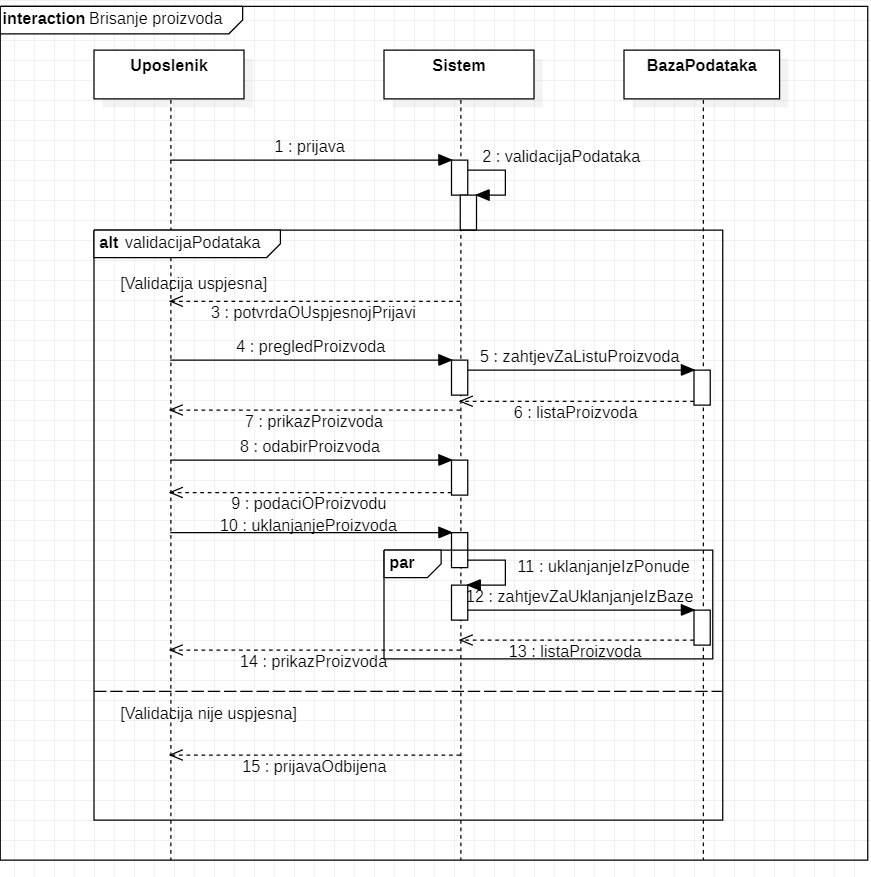 interaction Brisanje proizvoda
Uposlenik
Sistem
BazaPodataka
1 : prijava
2 : validacijaPodataka
alt validacijaPodataka
[Validacija uspjesna]
3 : potvrdaOUspjesnojPrijavi
4 : pregledProizvoda
5 : zahtjevZaListuProizvoda
6 : listaProizvoda
7 : prikazProizvoda
8 : odabirProizvoda
9 : podaciOProizvodu
10 : uklanjanjeProizvoda
par
11 : uklanjanjeIzPonude
12 : zahtjevZaUklanjanjeIzBaze
13 : listaProizvoda
14 : prikazProizvoda
[Validacija nije uspjesna]
15 : prijavaOdbijena